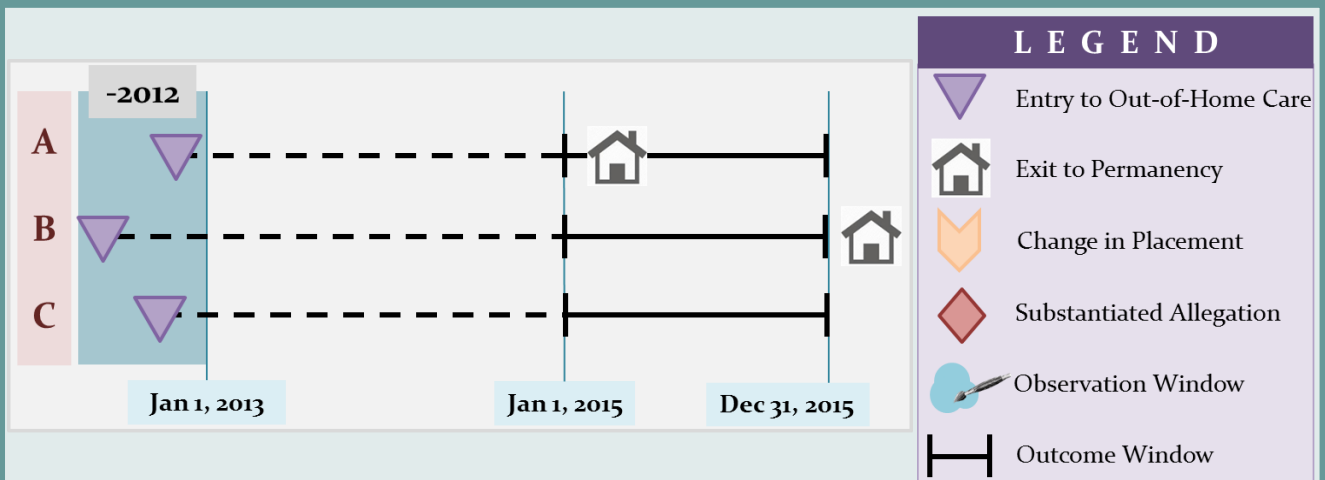 -2012
A
B
C
Jan 1, 2013
Jan 1, 2015
Dec 31, 2015
LEGEND
Entry to Out-of-Home Care
Exit to Permanency
Change in Placement
Substantiated Allegation
Observation Window
Outcome Window